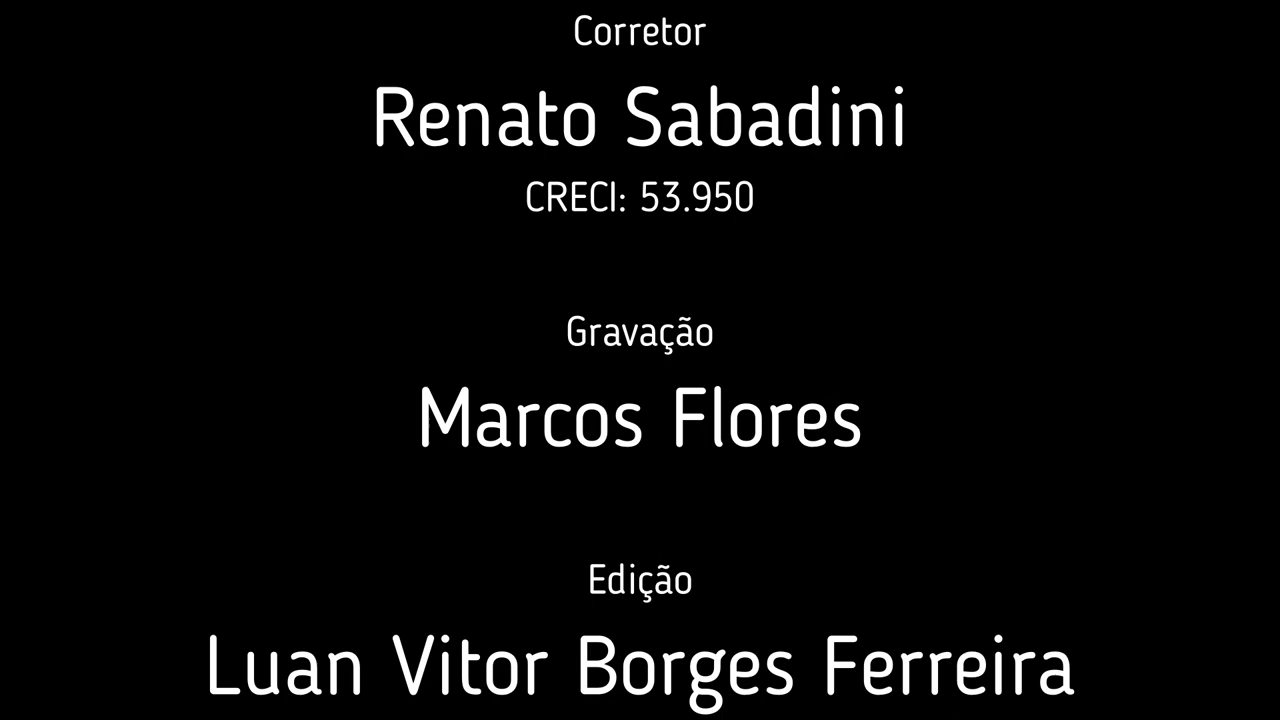 Corretor
Renato Sabadini
CRECI: 53.950
Gravação
Marcos Flores
Edição
Luan Vitor Borges Ferreira